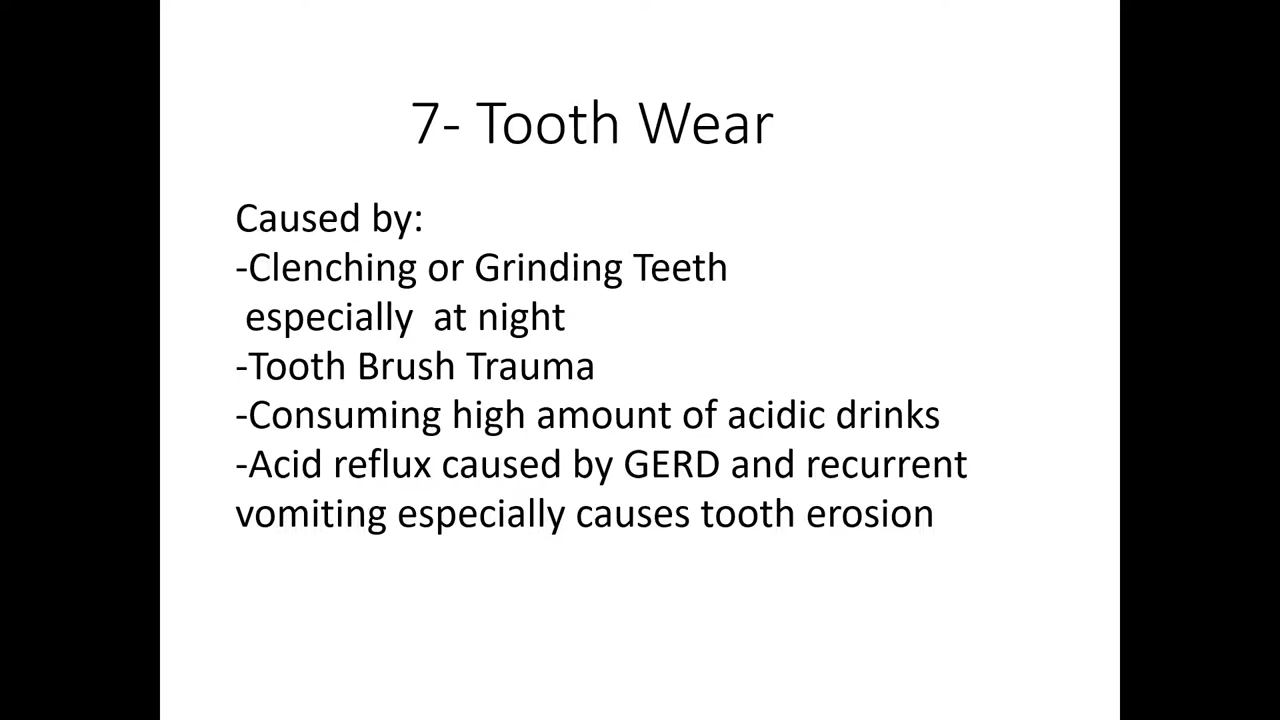 7- Tooth Wear
Caused by:
-Clenching or Grinding Teeth
especially  at night
-Tooth Brush Trauma
-Consuming high amount of acidic drinks
-Acid reflux caused by GERD and recurrent
vomiting especially causes tooth erosion